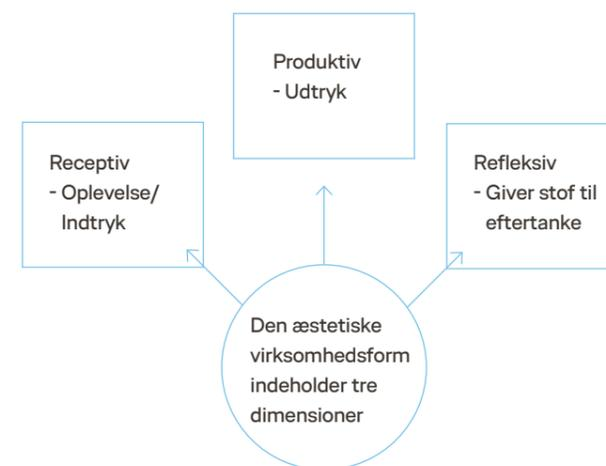 Produktiv
- Udtryk
Receptiv
- Oplevelse/
Indtryk
Refleksiv
- Giver stof til
eftertanke
Den æstetiske
virksomhedsform
indeholder tre
dimensioner